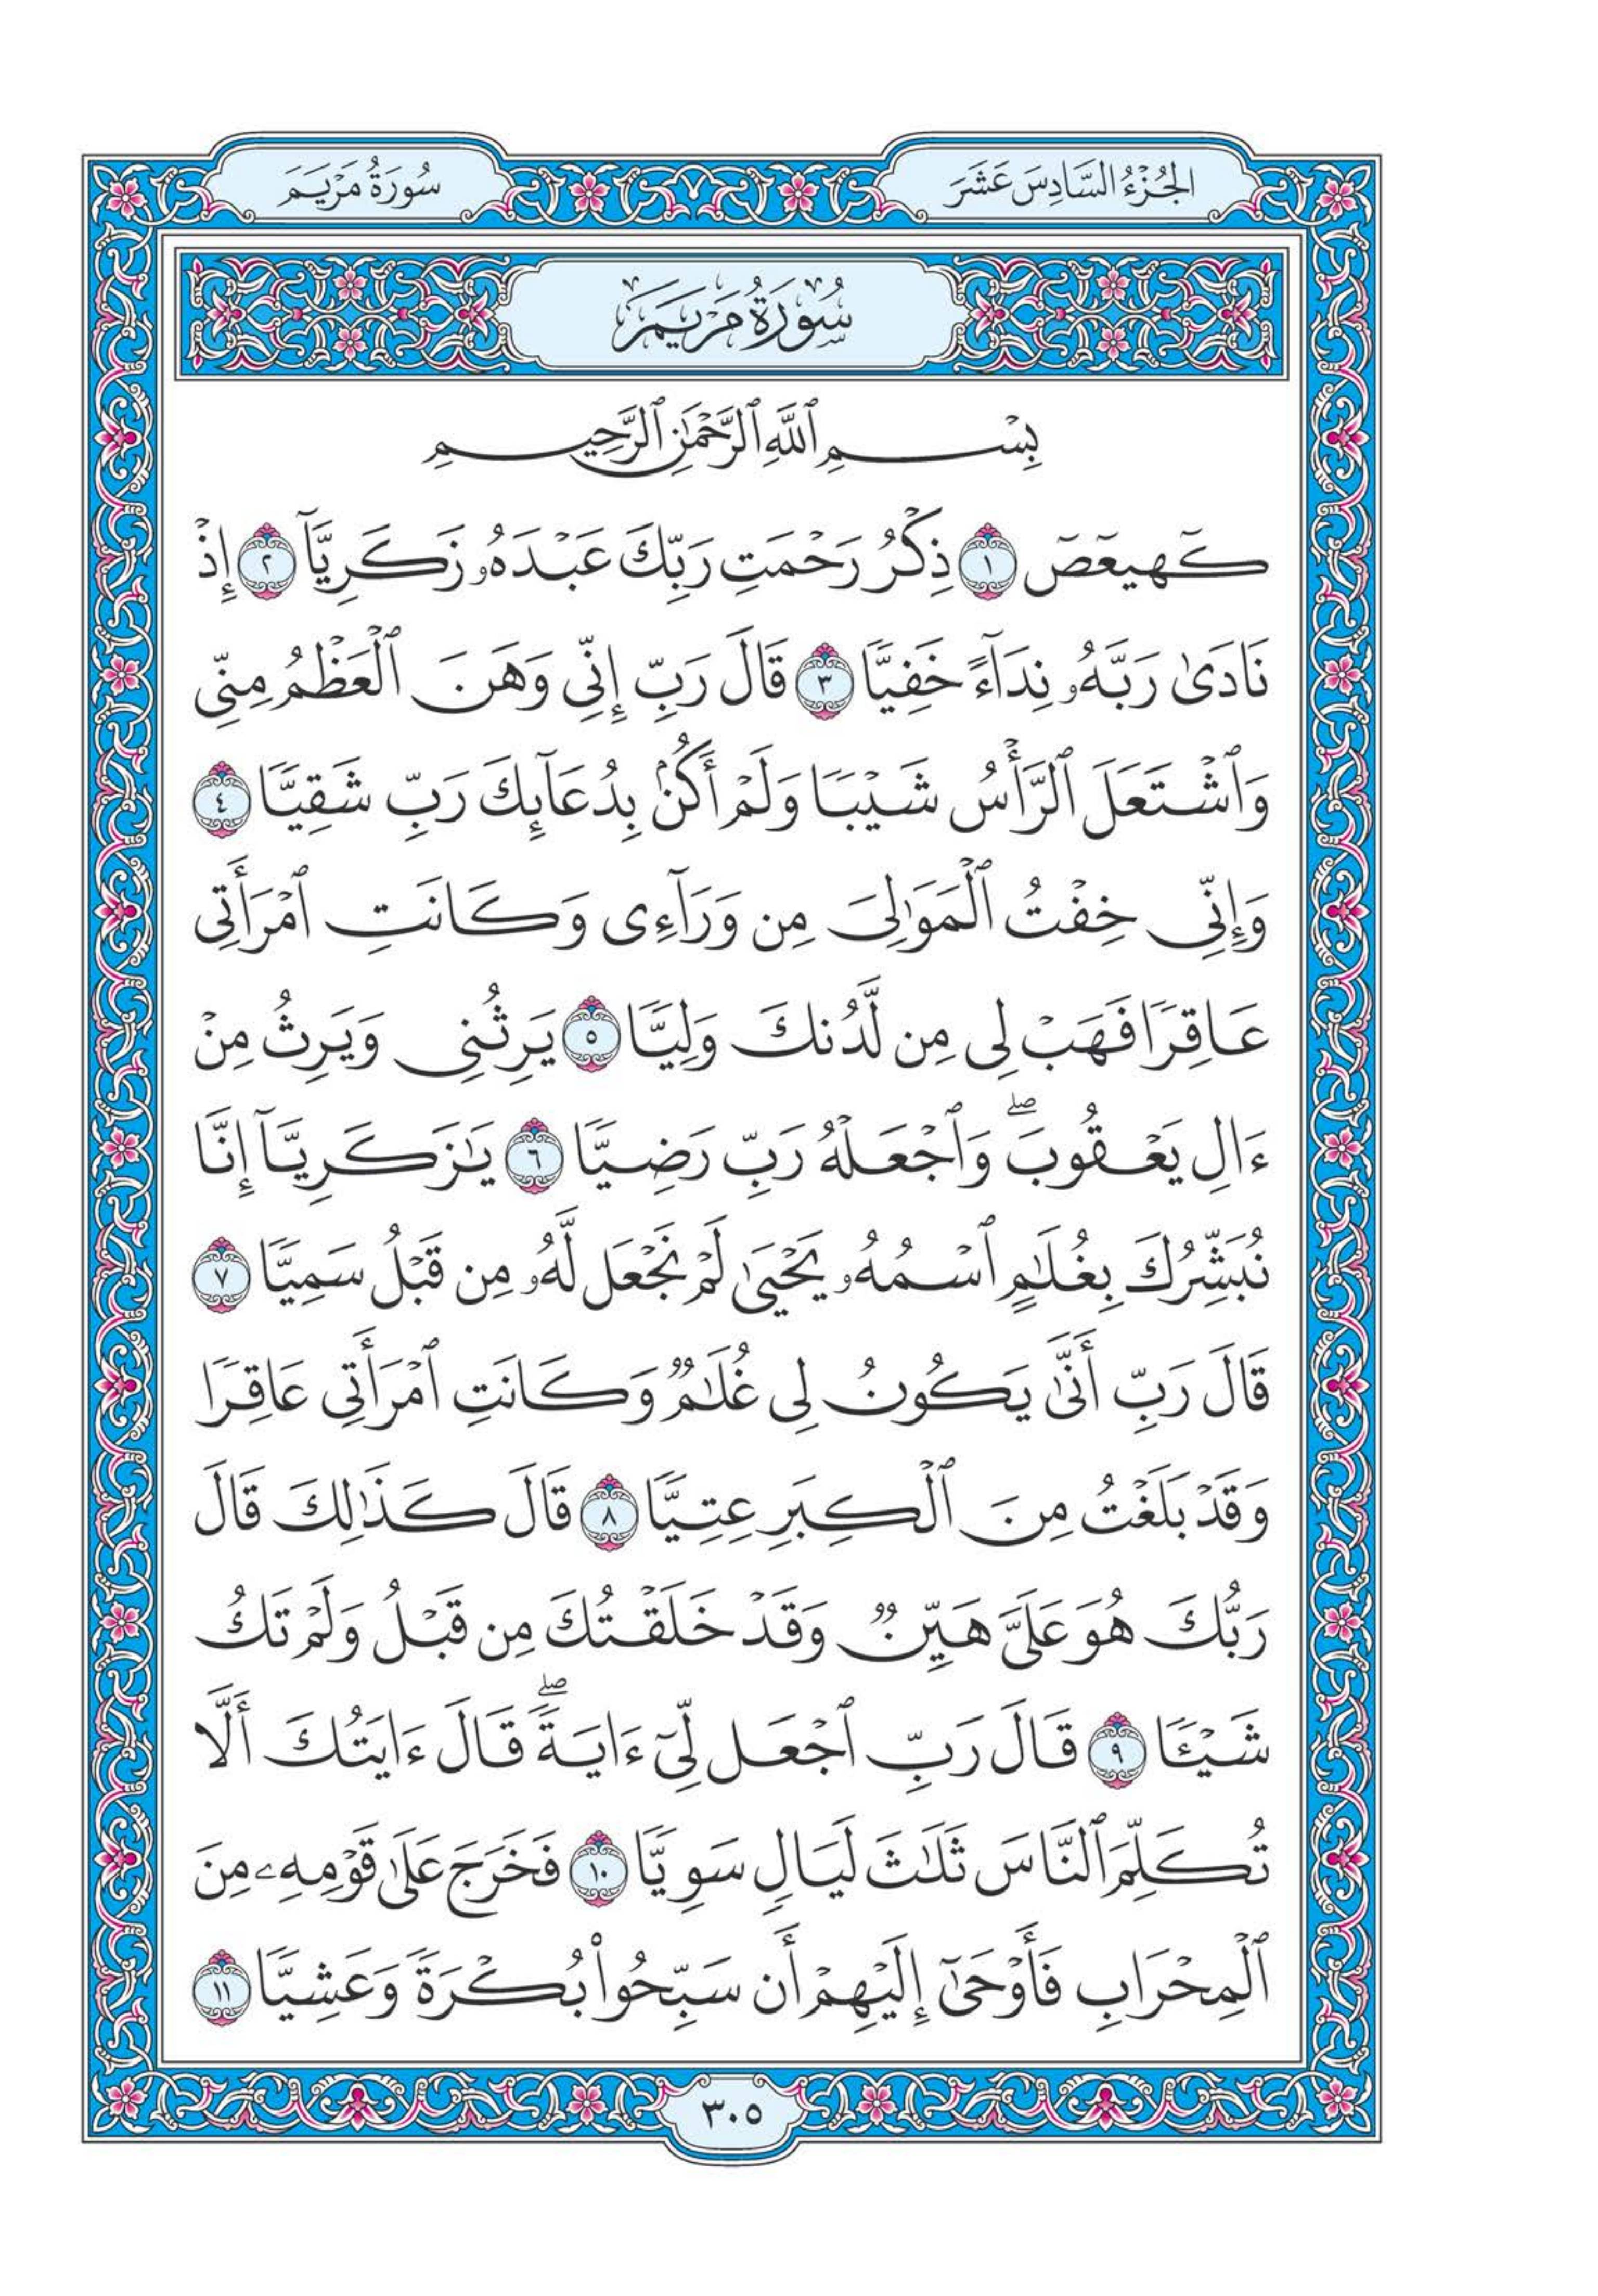 الجُزْءُ السَّادِسَ عَشَرَ
سُورَةُ مَرْيَمَ
سُورَةُ مَرْيَمَ
بِسْمِ ٱللَّهِ ٱلرَّحْمَٰنِ ٱلرَّحِيمِ
كٓهيعٓصٓ ١ ذِكْرُ رَحْمَتِ رَبِّكَ عَبْدَهُۥ زَكَرِيَّآ ٢ إِذْ
نَادَىٰ رَبَّهُۥ نِدَآءً خَفِيًّا ٣ قَالَ رَبِّ إِنِّي وَهَنَ ٱلْعَظْمُ مِنِّي
وَٱشْتَعَلَ ٱلرَّأْسُ شَيْبًا وَلَمْ أَكُنۢ بِدُعَآئِكَ رَبِّ شَقِيًّا ٤
وَإِنِّي خِفْتُ ٱلْمَوَٰلِيَ مِن وَرَآءِي وَكَانَتِ ٱمْرَأَتِي
عَاقِرًا فَهَبْ لِي مِن لَّدُنكَ وَلِيًّا ٥ يَرِثُنِي وَيَرِثُ مِنْ
ءَالِ يَعْقُوبَۖ وَٱجْعَلْهُ رَبِّ رَضِيًّا ٦ يَٰزَكَرِيَّآ إِنَّا
نُبَشِّرُكَ بِغُلَٰمٍ ٱسْمُهُۥ يَحْيَىٰ لَمْ نَجْعَل لَّهُۥ مِن قَبْلُ سَمِيًّا ٧
قَالَ رَبِّ أَنَّىٰ يَكُونُ لِي غُلَٰمٌ وَكَانَتِ ٱمْرَأَتِي عَاقِرًا
وَقَدْ بَلَغْتُ مِنَ ٱلْكِبَرِ عِتِيًّا ٨ قَالَ كَذَٰلِكَ قَالَ
رَبُّكَ هُوَ عَلَيَّ هَيِّنٌ وَقَدْ خَلَقْتُكَ مِن قَبْلُ وَلَمْ تَكُ
شَيْـًٔا ٩ قَالَ رَبِّ ٱجْعَل لِّيٓ ءَايَةًۖ قَالَ ءَايَتُكَ أَلَّا
تُكَلِّمَ ٱلنَّاسَ ثَلَٰثَ لَيَالٍ سَوِيًّا ١٠ فَخَرَجَ عَلَىٰ قَوْمِهِۦ مِنَ
ٱلْمِحْرَابِ فَأَوْحَىٰٓ إِلَيْهِمْ أَن سَبِّحُوا۟ بُكْرَةً وَعَشِيًّا ١١
٣٠٥